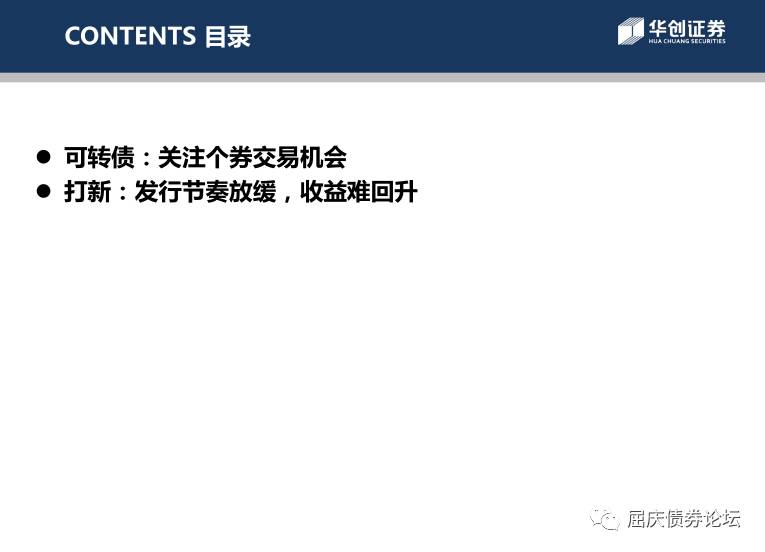 CONTENTS 目录
华创证券
HUA CHUANG SECURITIES
● 可转债：关注个券交易机会
● 打新：发行节奏放缓，收益难回升
屈庆债券论坛